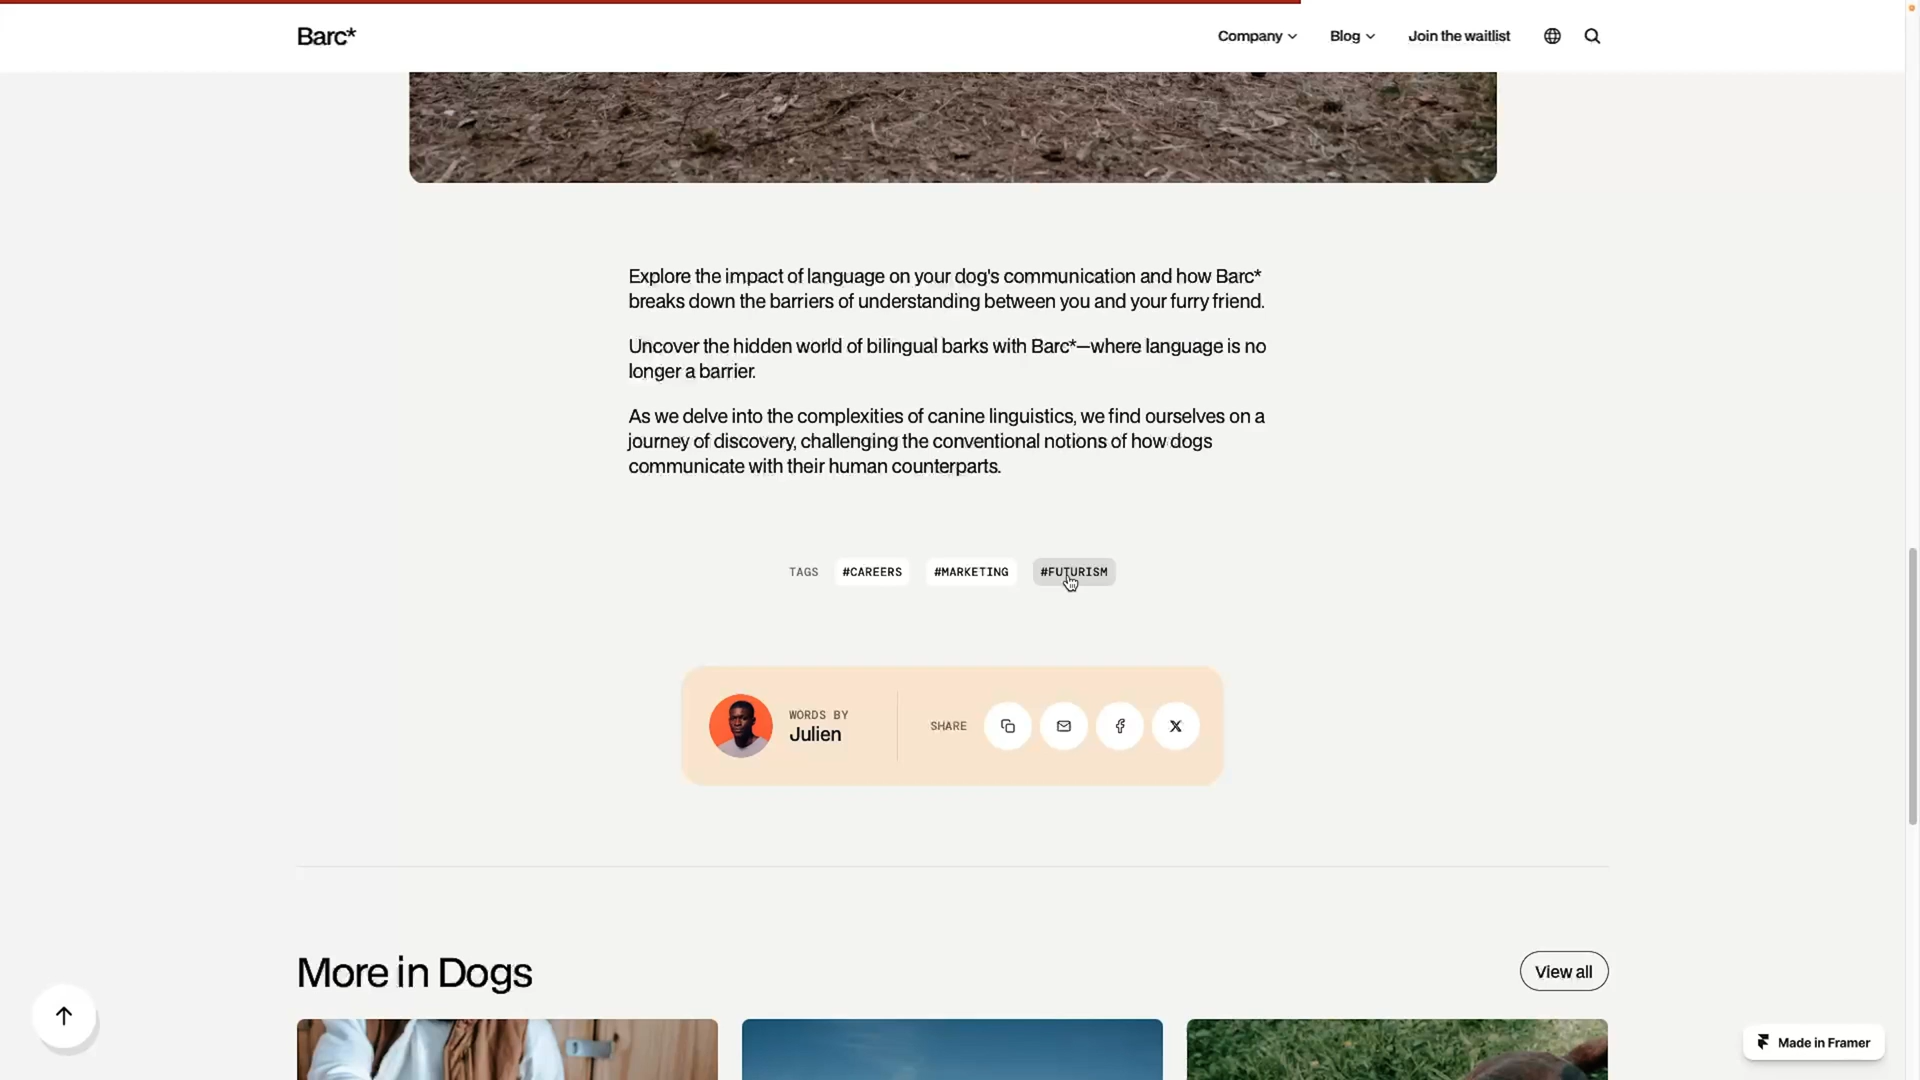 Barc*
Company
Blog
Join the waitlist
Explore the impact of language on your dog's communication and how Barc*
breaks down the barriers of understanding between you and your furry friend.
Uncover the hidden world of bilingual barks with Barc*—where language is no
longer a barrier.
As we delve into the complexities of canine linguistics, we find ourselves on a
journey of discovery, challenging the conventional notions of how dogs
communicate with their human counterparts.
TAGS #CAREERS #MARKETING #FUTURISM
WORDS BY
Julien
SHARE
More in Dogs
View all
Made in Framer